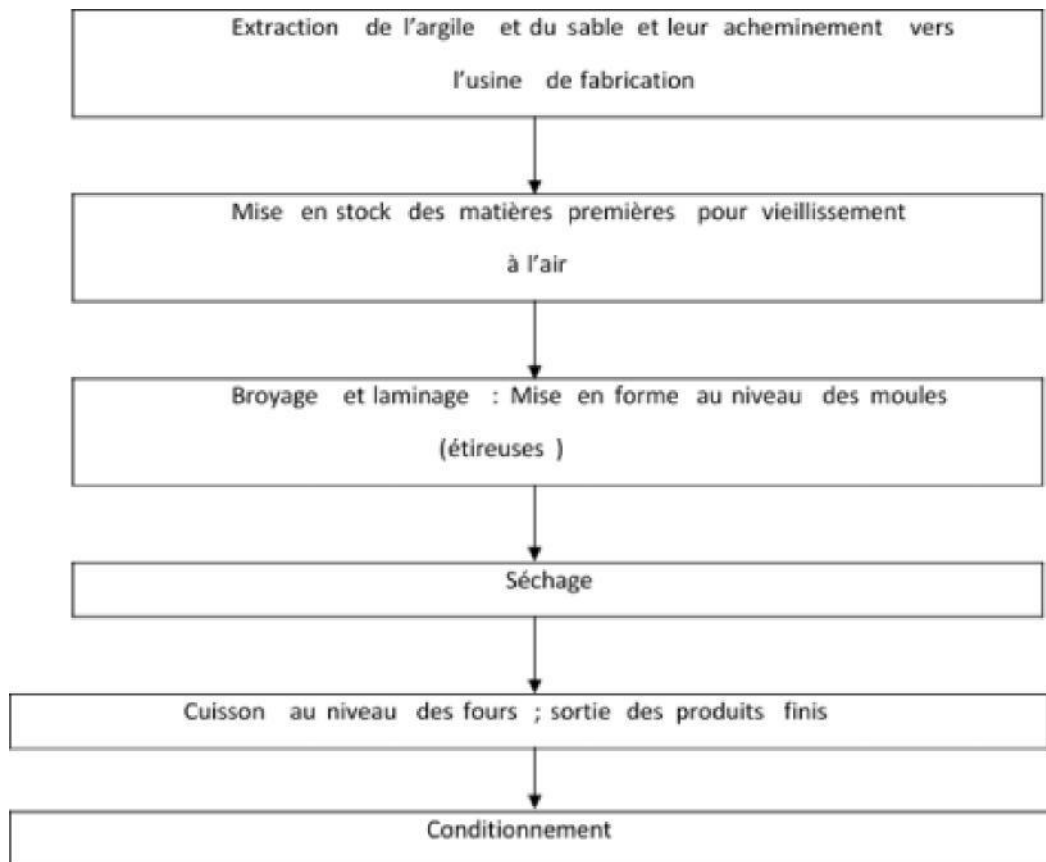 Extraction de l'argile et du sable et leur acheminement vers
l'usine de fabrication
Mise en stock des matières premières pour vieillissement
à l'air
Broyage et laminage : Mise en forme au niveau des moules
(étireuses )
Séchage
Cuisson au niveau des fours ; sortie des produits finis
Conditionnement